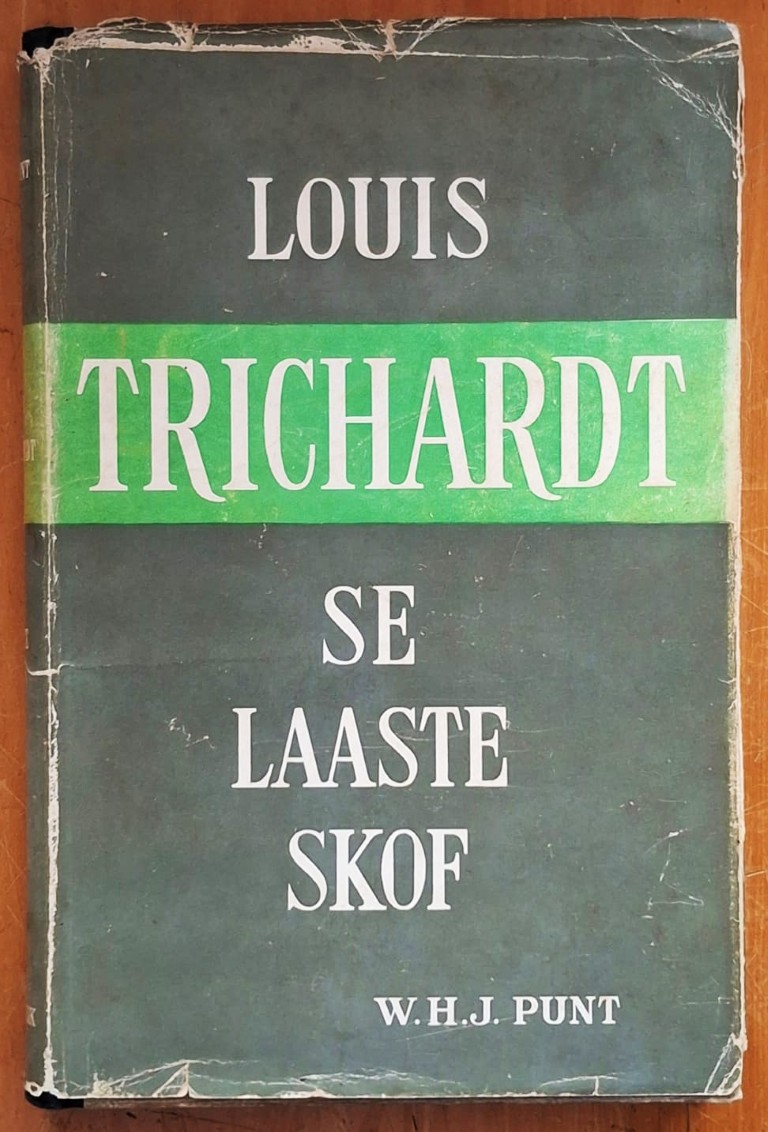 LOUIS
TRICHARDT
SE
LAASTE
SKOF
W.H.J. PUNT